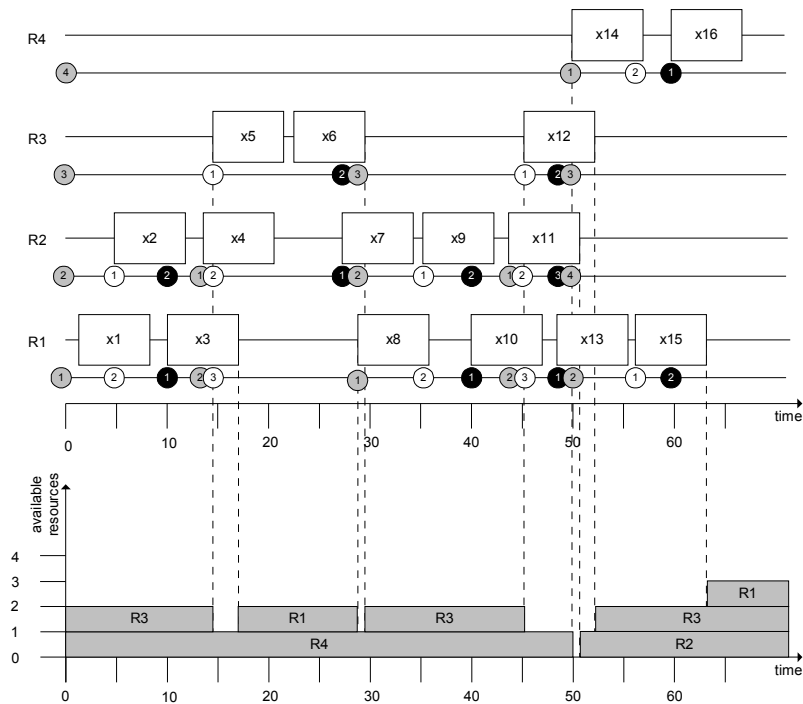 x14 x16
R4
4 1 2 1
x5 x6 x12
R3
3 1 2 3 1 2 3
x2 x4 x7 x9 x11
R2
2 1 2 1 2 1 2 1 2 1 2 3 4
x1 x3 x8 x10 x13 x15
R1
1 2 1 2 3 1 2 1 2 3 1 2 1 2
time
0 10 20 30 40 50 60
available
resources
4
3
R1
2
R3 R1 R3 R3
1
R4 R2
0
time
0 10 20 30 40 50 60